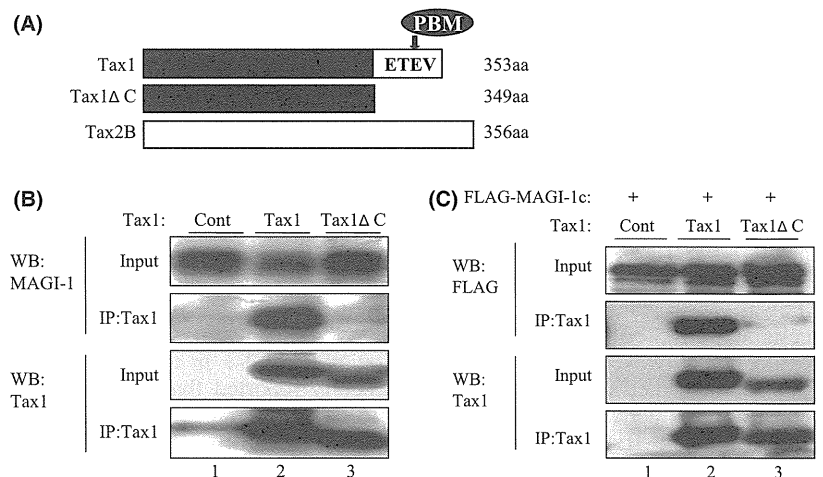 (A)
PBM
Tax1 ETEV 353aa
Tax1Δ C 349aa
Tax2B 356aa
(B)
Tax1: Cont Tax1 Tax1Δ C
WB: MAGI-1
Input
IP:Tax1
WB: Tax1
Input
IP:Tax1
1 2 3
(C) FLAG-MAGI-1c: + + +
Tax1: Cont Tax1 Tax1Δ C
WB: FLAG
Input
IP:Tax1
WB: Tax1
Input
IP:Tax1
1 2 3